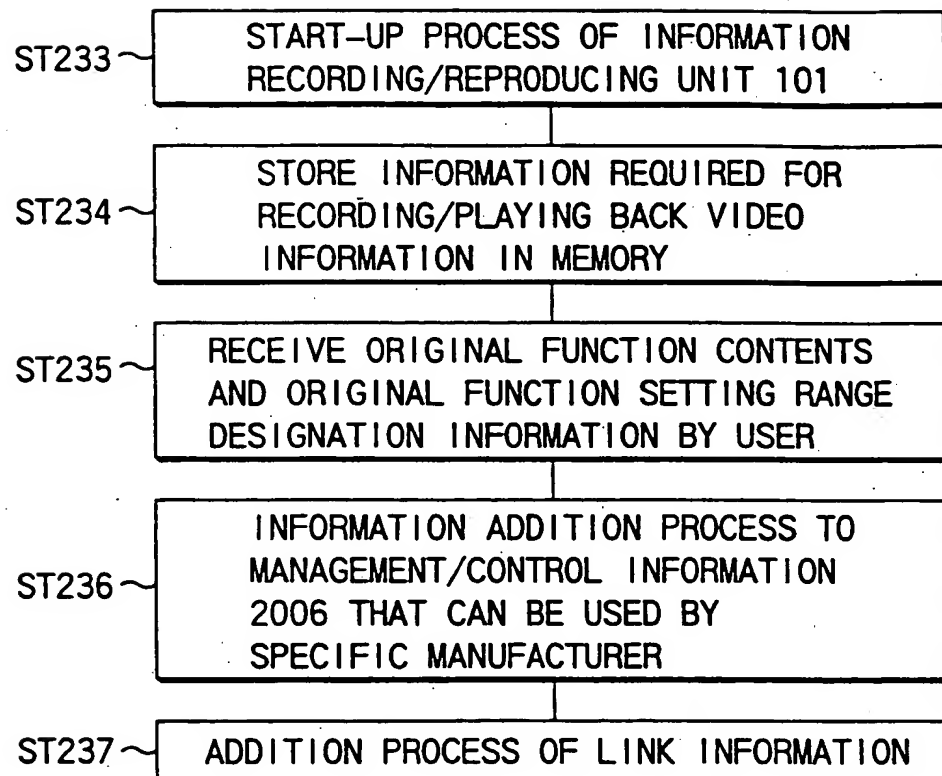 ST233
START-UP PROCESS OF INFORMATION
RECORDING/REPRODUCING UNIT 101
ST234
STORE INFORMATION REQUIRED FOR
RECORDING/PLAYING BACK VIDEO
INFORMATION IN MEMORY
ST235
RECEIVE ORIGINAL FUNCTION CONTENTS
AND ORIGINAL FUNCTION SETTING RANGE
DESIGNATION INFORMATION BY USER
ST236
INFORMATION ADDITION PROCESS TO
MANAGEMENT/CONTROL INFORMATION
2006 THAT CAN BE USED BY
SPECIFIC MANUFACTURER
ST237
ADDITION PROCESS OF LINK INFORMATION